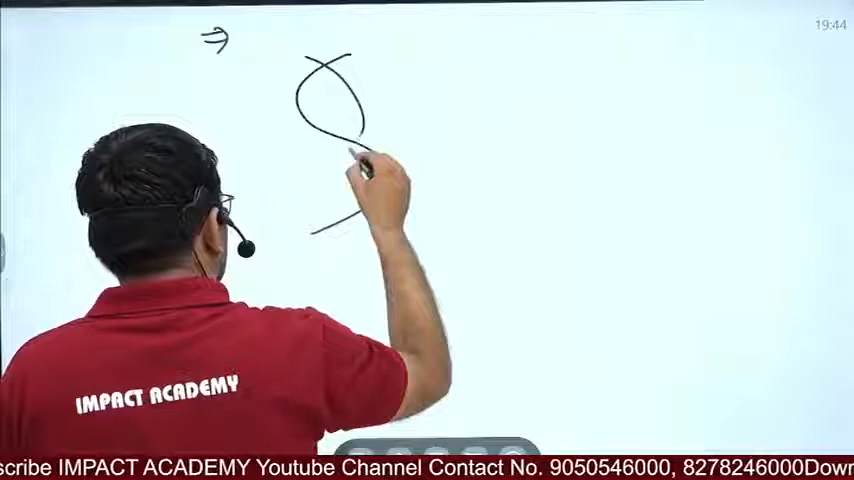 19:44
⇒
IMPACT ACADEMY
scribe IMPACT ACADEMY Youtube Channel Contact No. 9050546000, 8278246000Down